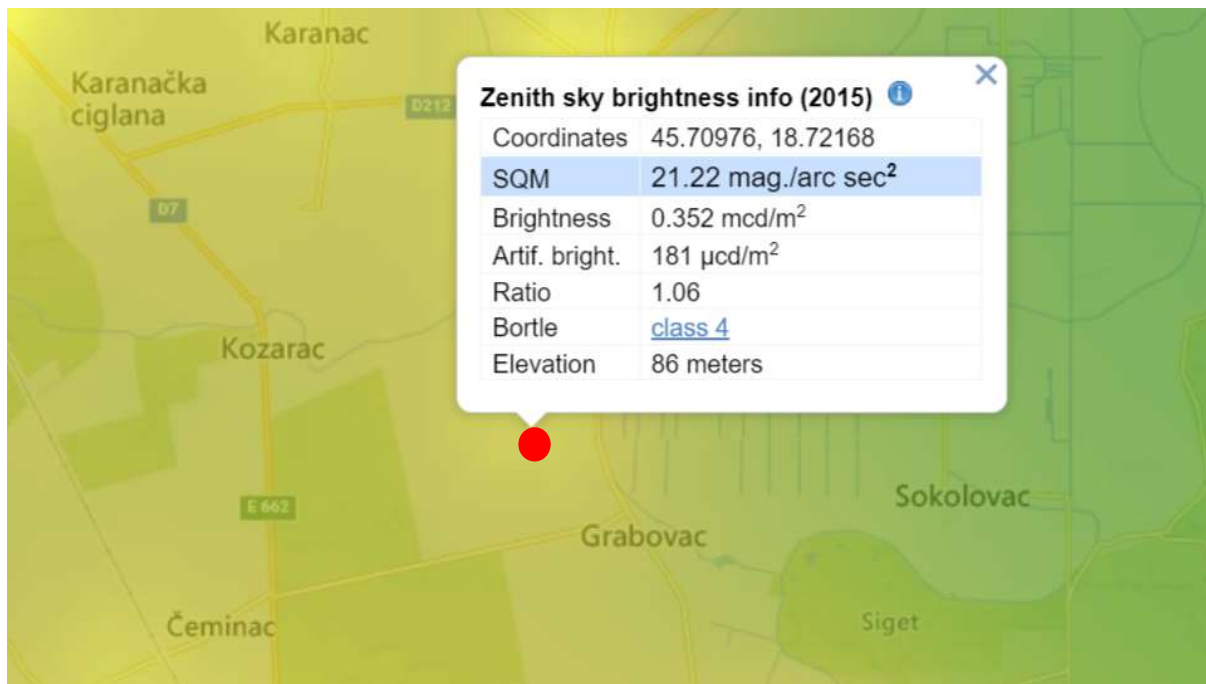 Karanac
Karanačka
ciglana
D212
D7
Kozarac
E 662
Čeminac
Grabovac
Sokolovac
Siget
Zenith sky brightness info (2015)
Coordinates 45.70976, 18.72168
SQM 21.22 mag./arc sec²
Brightness 0.352 mcd/m²
Artif. bright. 181 μcd/m²
Ratio 1.06
Bortle class 4
Elevation 86 meters